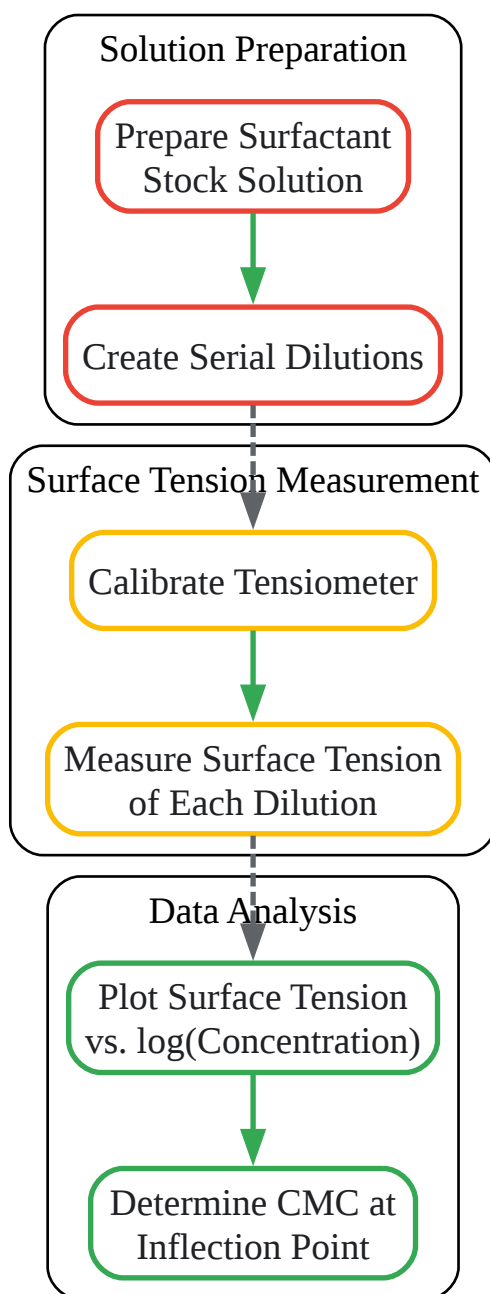 Solution Preparation
Prepare Surfactant
Stock Solution
Create Serial Dilutions
Surface Tension Measurement
Calibrate Tensiometer
Measure Surface Tension
of Each Dilution
Data Analysis
Plot Surface Tension
vs. log(Concentration)
Determine CMC at
Inflection Point